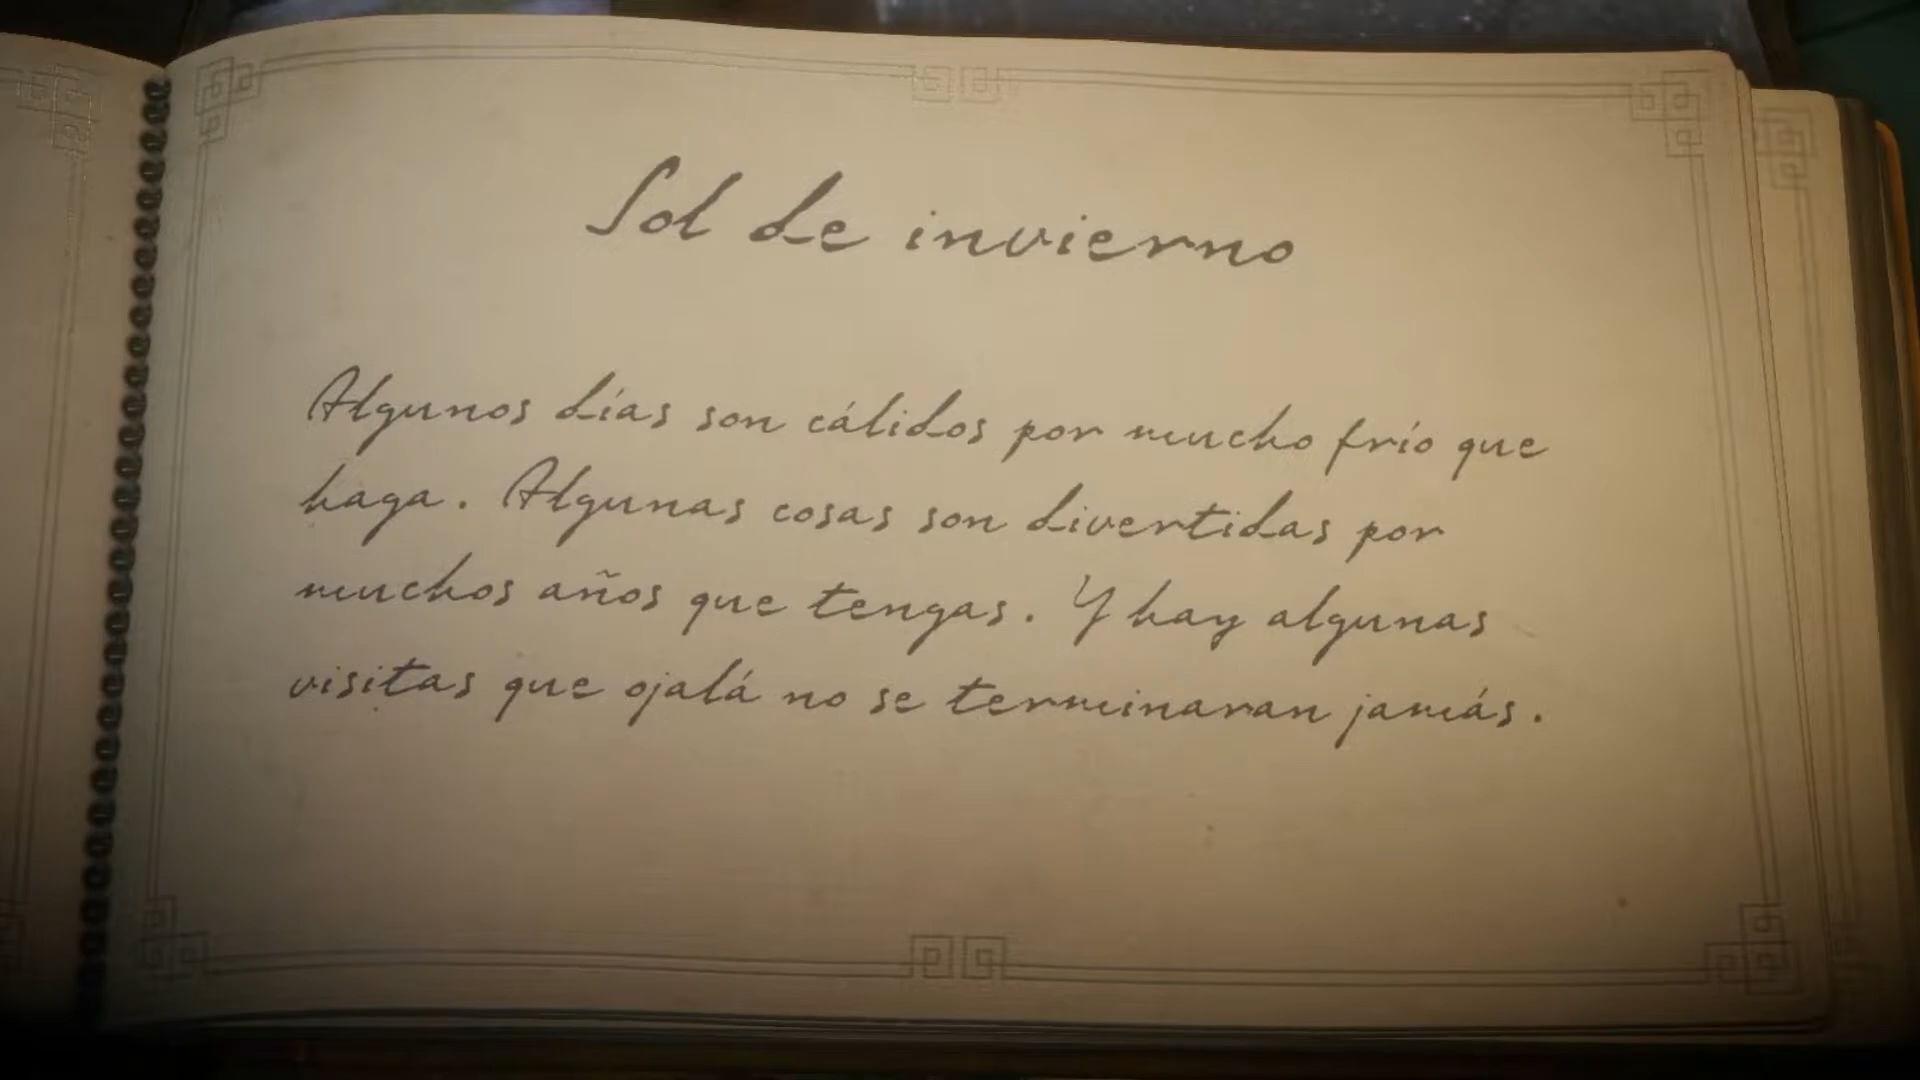 Sol de invierno
Algunos días son cálidos por mucho frío que
haga. Algunas cosas son divertidas por
muchos años que tengas. Y hay algunas
visitas que ojalá no se terminaran jamás.